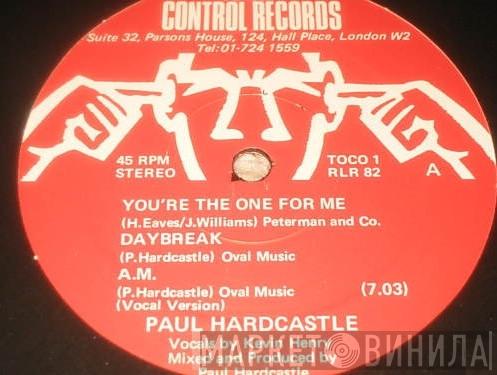 CONTROL RECORDS
Suite 32, Parsons House, 124, Hall Place, London W2
Tel:01-724 1559
45 RPM
STEREO
TOCO 1
RLR 82
A
YOU'RE THE ONE FOR ME
(H.Eaves/J.Williams) Peterman and Co.
DAYBREAK
(P.Hardcastle) Oval Music
A.M.
(P.Hardcastle) Oval Music (7.03)
(Vocal Version)
PAUL HARDCASTLE
Vocals by Kevin Henry
Mixed and Produced by
Paul Hardcastle
МАРКЕТ ВИНИЛА